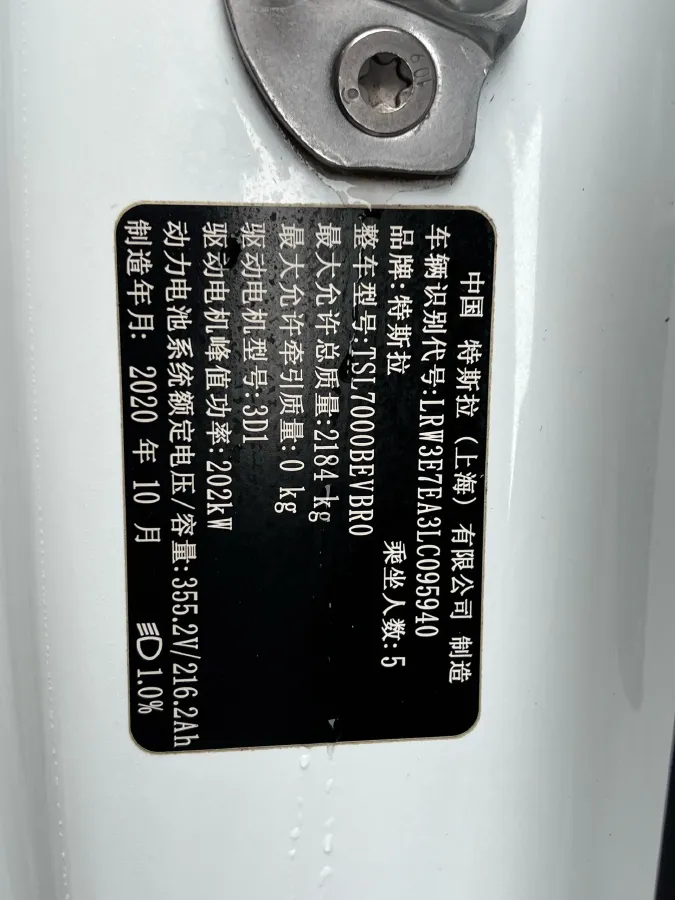 中国 特斯拉（上海）有限公司 制造
车辆识别代号:LRW3E7EA3LC095940
品牌:特斯拉 乘坐人数:5
整车型号:TSL7000BEVBR0
最大允许总质量:2184 kg
最大允许牵引质量:0 kg
驱动电机型号:3D1
驱动电机峰值功率:202kW
动力电池系统额定电压/容量:355.2V/216.2Ah
制造年月: 2020 年 10 月 1.0%